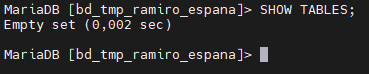 MariaDB [bd_tmp_ramiro_espana]> SHOW TABLES;
Empty set (0,002 sec)
MariaDB [bd_tmp_ramiro_espana]>